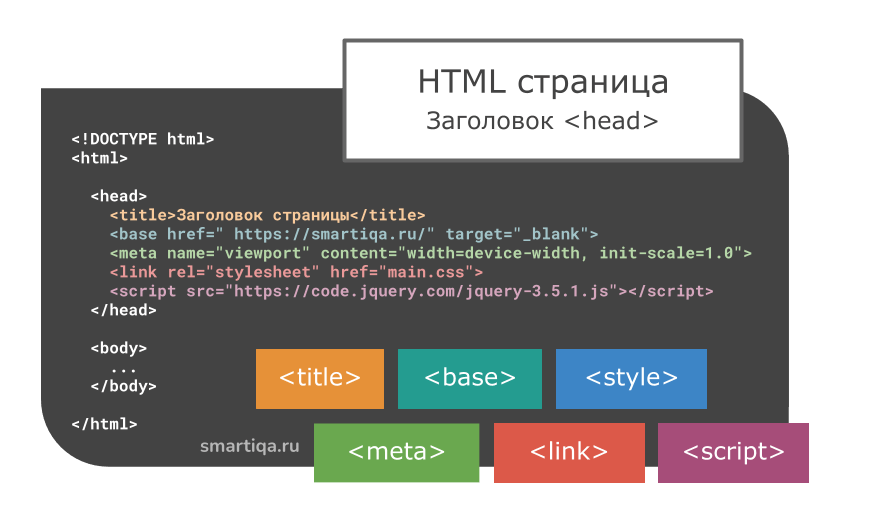 HTML страница
Заголовок <head>
<!DOCTYPE html>
<html>
<head>
<title>Заголовок страницы</title>
<base href=" https://smartiqa.ru/" target="_blank">
<meta name="viewport" content="width=device-width, init-scale=1.0">
<link rel="stylesheet" href="main.css">
<script src="https://code.jquery.com/jquery-3.5.1.js"></script>
</head>
<body>
...
</body>
</html>
<title> <base> <style>
<meta> <link> <script>
smartiqa.ru